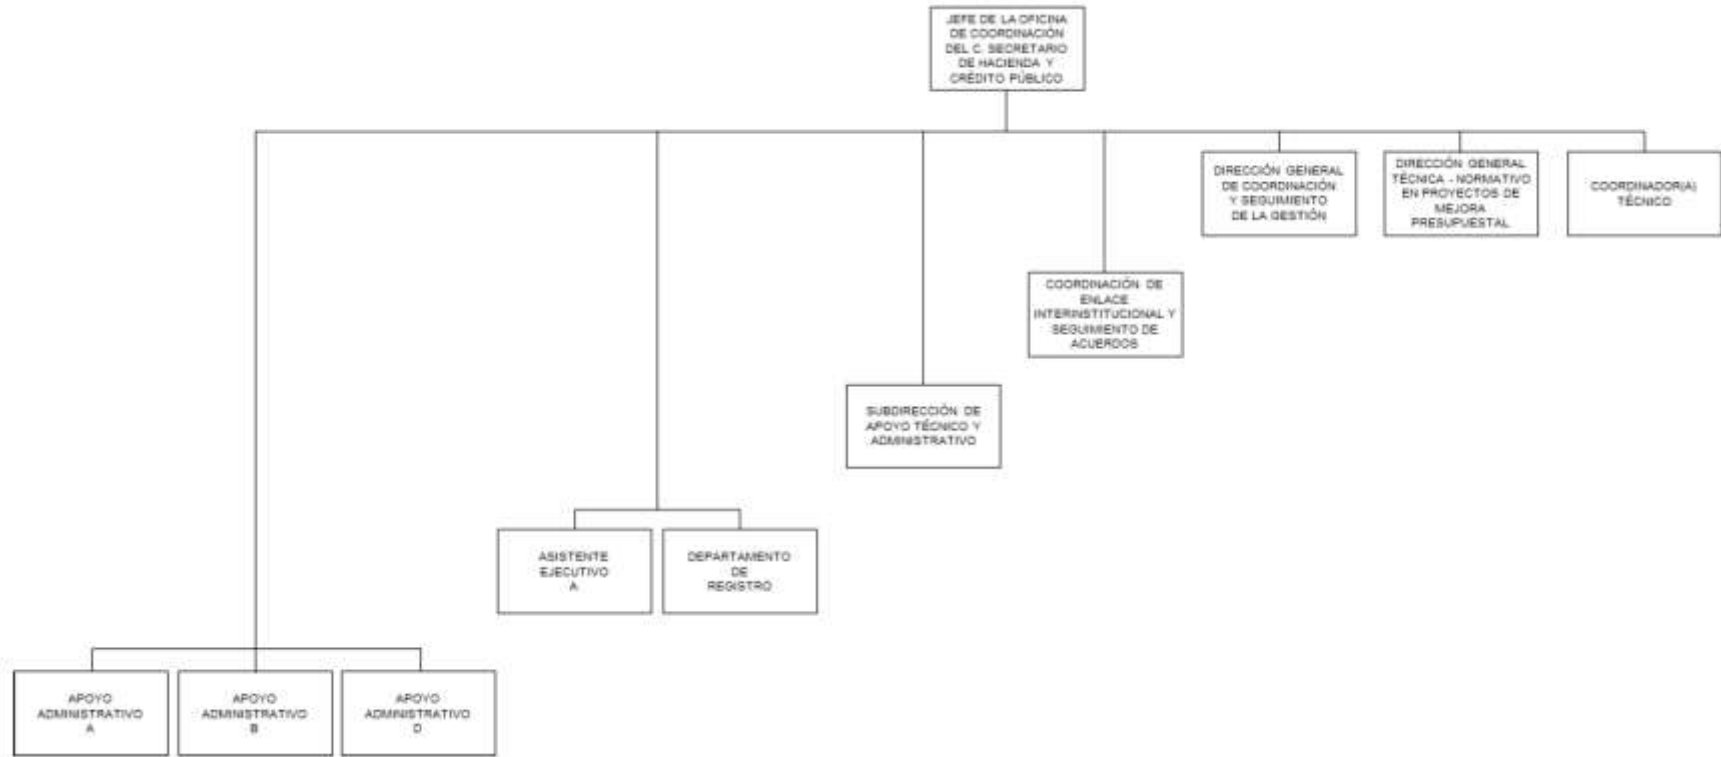 JEFE DE LA OFICINA
DE COORDINACIÓN
DEL C. SECRETARIO
DE HACIENDA Y
CRÉDITO PÚBLICO
DIRECCIÓN GENERAL
DE COORDINACIÓN
Y SEGUIMIENTO
DE LA GESTIÓN
DIRECCIÓN GENERAL
TÉCNICA - NORMATIVO
EN PROYECTOS DE
MEJORA
PRESUPUESTAL
COORDINADOR(A)
TÉCNICO
COORDINACIÓN DE
ENLACE
INTERINSTITUCIONAL Y
SEGUIMIENTO DE
ACUERDOS
SUBDIRECCIÓN DE
APOYO TÉCNICO Y
ADMINISTRATIVO
ASISTENTE
EJECUTIVO
A
DEPARTAMENTO
DE
REGISTRO
APOYO
ADMINISTRATIVO
A
APOYO
ADMINISTRATIVO
B
APOYO
ADMINISTRATIVO
D